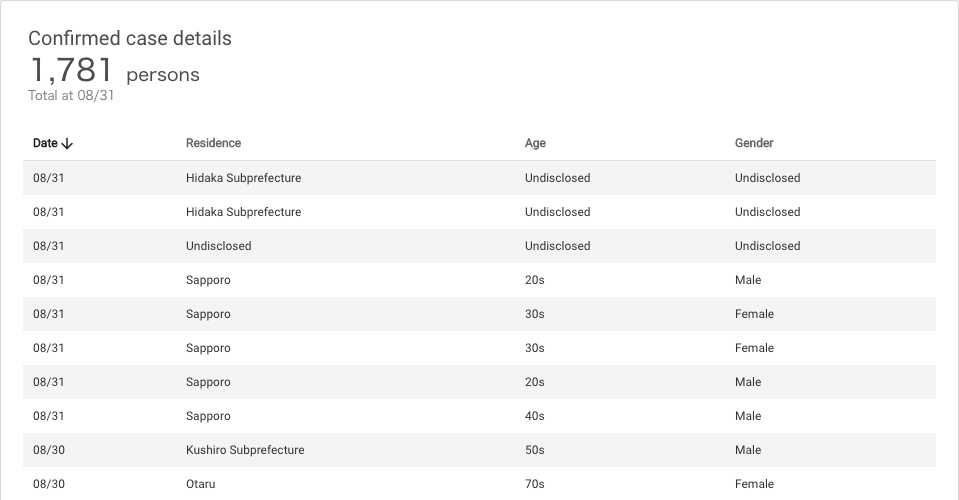 Confirmed case details
1,781 persons
Total at 08/31
Date Residence Age Gender
08/31 Hidaka Subprefecture Undisclosed Undisclosed
08/31 Hidaka Subprefecture Undisclosed Undisclosed
08/31 Undisclosed Undisclosed Undisclosed
08/31 Sapporo 20s Male
08/31 Sapporo 30s Female
08/31 Sapporo 30s Female
08/31 Sapporo 20s Male
08/31 Sapporo 40s Male
08/30 Kushiro Subprefecture 50s Male
08/30 Otaru 70s Female